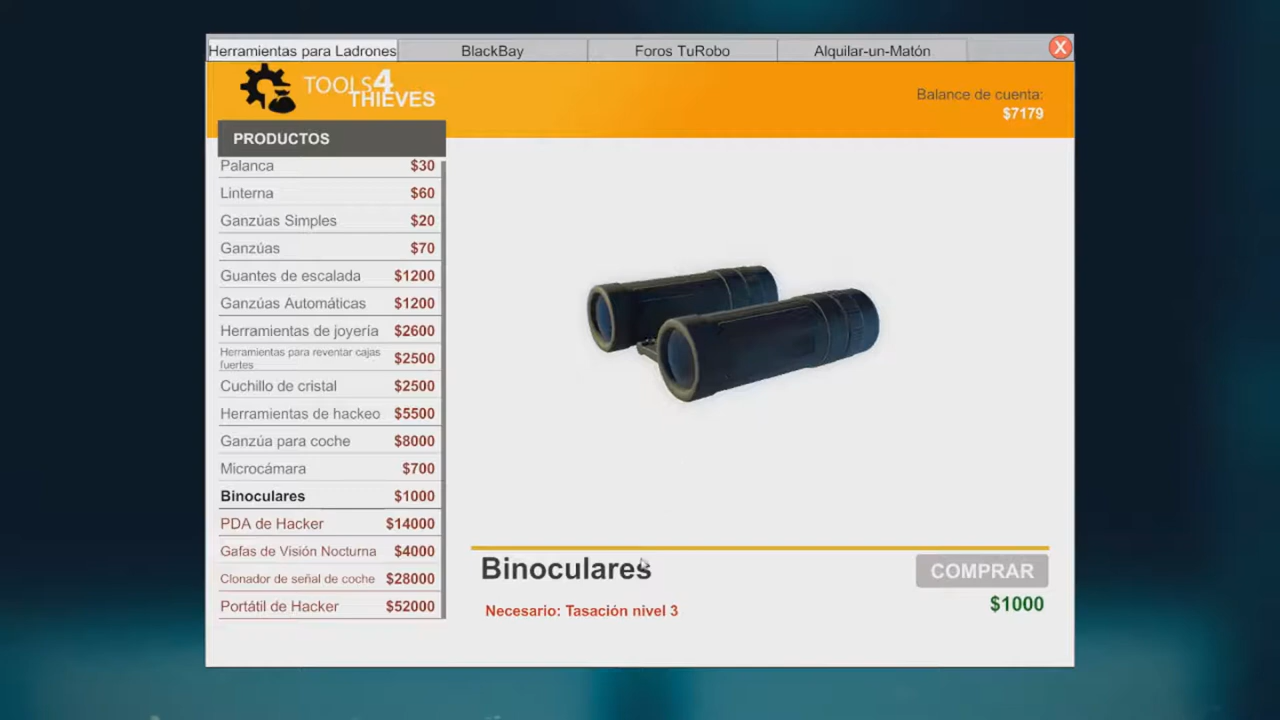 Herramientas para Ladrones
BlackBay
Foros TuRobo
Alquilar-un-Matón
X
TOOLS4
THIEVES
Balance de cuenta:
$7179
PRODUCTOS
Palanca $30
Linterna $60
Ganzúas Simples $20
Ganzúas $70
Guantes de escalada $1200
Ganzúas Automáticas $1200
Herramientas de joyería $2600
Herramientas para reventar cajas
fuertes $2500
Cuchillo de cristal $2500
Herramientas de hackeo $5500
Ganzúa para coche $8000
Microcámara $700
Binoculares $1000
PDA de Hacker $14000
Gafas de Visión Nocturna $4000
Clonador de señal de coche $28000
Portátil de Hacker $52000
Binoculares
COMPRAR
Necesario: Tasación nivel 3
$1000